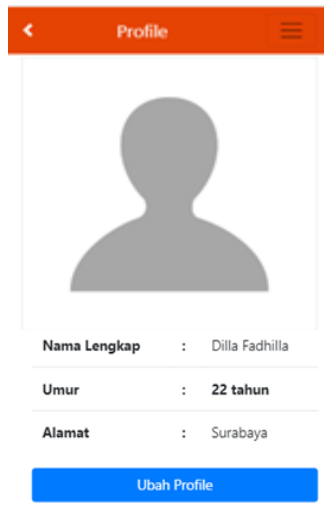 Profile
Nama Lengkap : Dilla Fadhilla
Umur : 22 tahun
Alamat : Surabaya
Ubah Profile